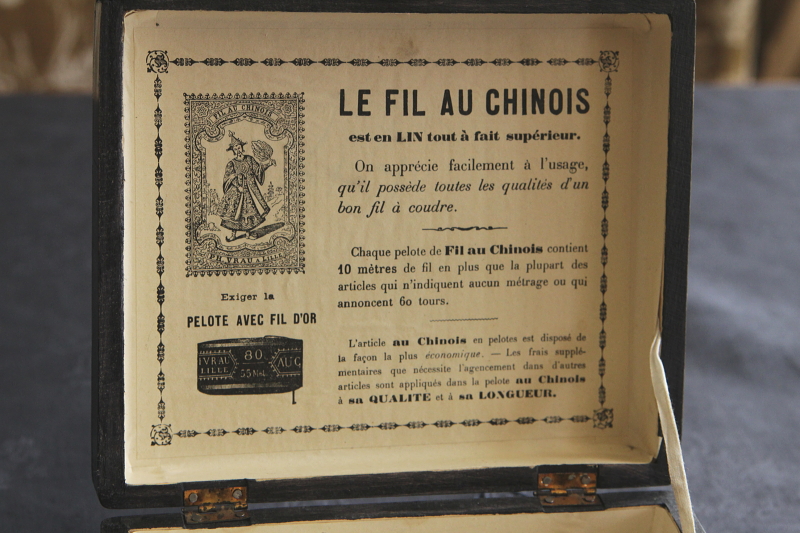 FIL AU CHINOIS
PH. VRAU A LILLE
Exiger la
PELOTE AVEC FIL D'OR
IVRAU 80 AUC
LILLE 55 M
LE FIL AU CHINOIS
est en LIN tout à fait supérieur.
On apprécie facilement à l'usage,
qu'il possède toutes les qualités d'un
bon fil à coudre.
Chaque pelote de Fil au Chinois contient
10 mètres de fil en plus que la plupart des
articles qui n'indiquent aucun métrage ou qui
annoncent 60 tours.
L'article au Chinois en pelotes est disposé de
la façon la plus économique. — Les frais supplé-
mentaires que nécessite l'agencement dans d'autres
articles sont appliqués dans la pelote au Chinois
à sa QUALITÉ et à sa LONGUEUR.